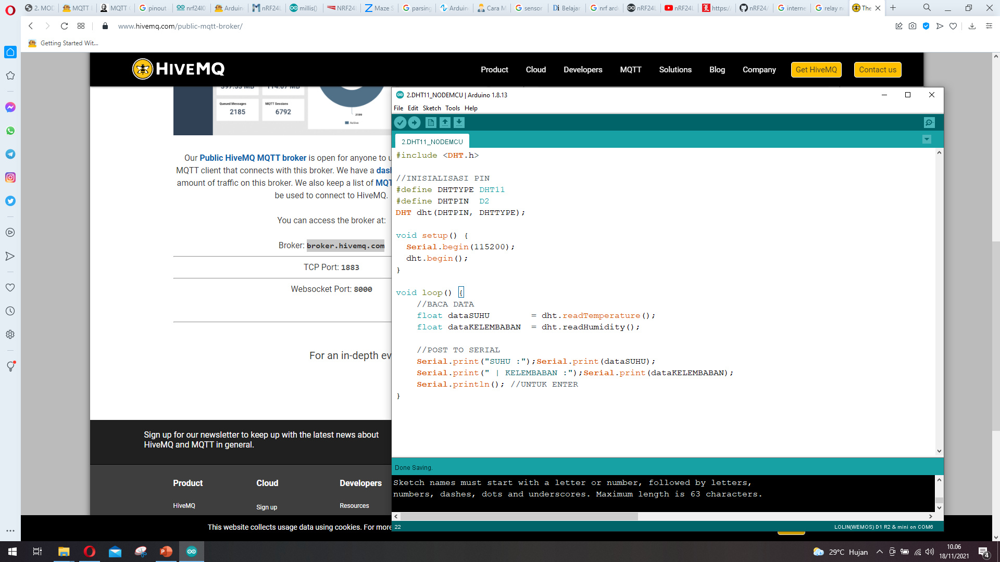 2. MOD
MQTT E
MQTT C
pinout
nrf24l0
Arduin
nRF24L
millis()
NRF24L
Maze S
parsing
Arduin
Cara M
sensor
Belajar
nrf ard
nRF24L
nRF24L
https:/
nRF24/
interne
relay n
The
www.hivemq.com/public-mqtt-broker/
Getting Started Wit...
HIVEMQ
Product Cloud Developers MQTT Solutions Blog Company Get HiveMQ Contact us
Queued Messages
2185
MQTT Sessions
6792
2599
Active
Our Public HiveMQ MQTT broker is open for anyone to u
MQTT client that connects with this broker. We have a dasl
amount of traffic on this broker. We also keep a list of MQT
be used to connect to HiveMQ.
You can access the broker at:
Broker: broker.hivemq.com
TCP Port: 1883
Websocket Port: 8000
For an in-depth ev
Sign up for our newsletter to keep up with the latest news about
HiveMQ and MQTT in general.
Product Cloud Developers
HiveMQ Sign up Resources
This website collects usage data using cookies. For more
2.DHT11_NODEMCU | Arduino 1.8.13
File Edit Sketch Tools Help
2.DHT11_NODEMCU
#include <DHT.h>
//INISIALISASI PIN
#define DHTTYPE DHT11
#define DHTPIN D2
DHT dht(DHTPIN, DHTTYPE);
void setup() {
Serial.begin(115200);
dht.begin();
}
void loop() {
//BACA DATA
float dataSUHU = dht.readTemperature();
float dataKELEMBABAN = dht.readHumidity();
//POST TO SERIAL
Serial.print("SUHU :");Serial.print(dataSUHU);
Serial.print(" | KELEMBABAN :");Serial.print(dataKELEMBABAN);
Serial.println(); //UNTUK ENTER
}
Done Saving.
Sketch names must start with a letter or number, followed by letters,
numbers, dashes, dots and underscores. Maximum length is 63 characters.
22
LOLIN(WEMOS) D1 R2 & mini on COM6
29°C Hujan
10.06
18/11/2021
4